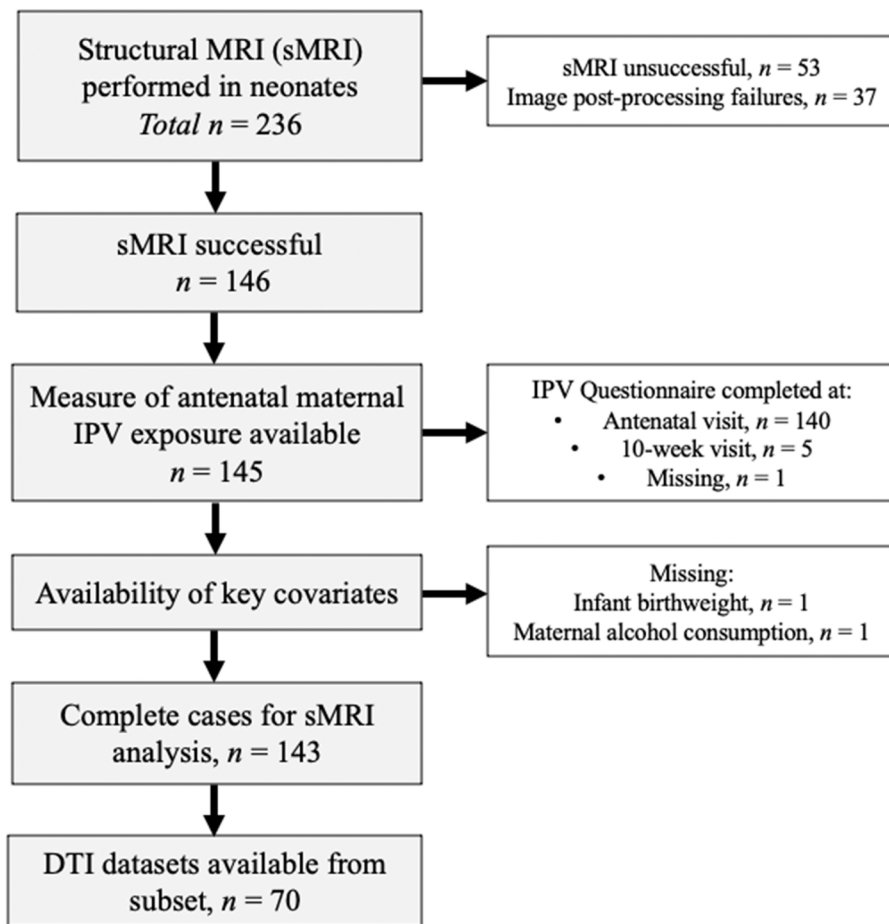 Structural MRI (sMRI)
performed in neonates
Total n = 236
sMRI unsuccessful, n = 53
Image post-processing failures, n = 37
sMRI successful
n = 146
Measure of antenatal maternal
IPV exposure available
n = 145
IPV Questionnaire completed at:
• Antenatal visit, n = 140
• 10-week visit, n = 5
• Missing, n = 1
Availability of key covariates
Missing:
Infant birthweight, n = 1
Maternal alcohol consumption, n = 1
Complete cases for sMRI
analysis, n = 143
DTI datasets available from
subset, n = 70